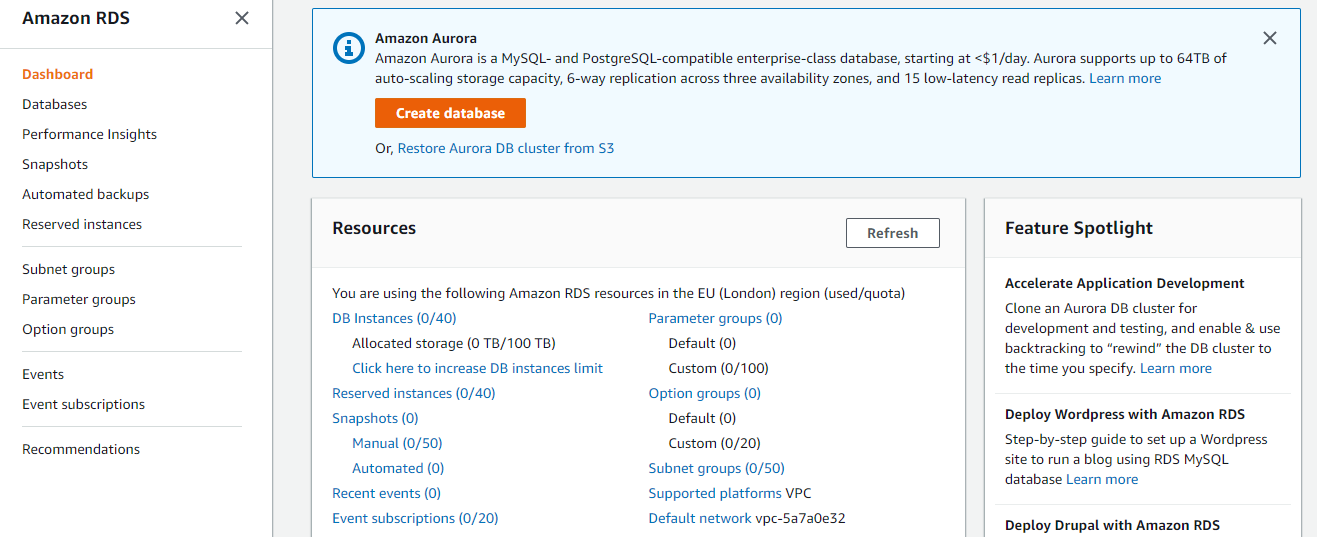 Amazon RDS
Dashboard
Databases
Performance Insights
Snapshots
Automated backups
Reserved instances
Subnet groups
Parameter groups
Option groups
Events
Event subscriptions
Recommendations
Amazon Aurora
Amazon Aurora is a MySQL- and PostgreSQL-compatible enterprise-class database, starting at <$1/day. Aurora supports up to 64TB of
auto-scaling storage capacity, 6-way replication across three availability zones, and 15 low-latency read replicas. Learn more
Create database
Or, Restore Aurora DB cluster from S3
Resources
Refresh
You are using the following Amazon RDS resources in the EU (London) region (used/quota)
DB Instances (0/40)
Allocated storage (0 TB/100 TB)
Click here to increase DB instances limit
Reserved instances (0/40)
Snapshots (0)
Manual (0/50)
Automated (0)
Recent events (0)
Event subscriptions (0/20)
Parameter groups (0)
Default (0)
Custom (0/100)
Option groups (0)
Default (0)
Custom (0/20)
Subnet groups (0/50)
Supported platforms VPC
Default network vpc-5a7a0e32
Feature Spotlight
Accelerate Application Development
Clone an Aurora DB cluster for
development and testing, and enable & use
backtracking to “rewind” the DB cluster to
the time you specify. Learn more
Deploy Wordpress with Amazon RDS
Step-by-step guide to set up a Wordpress
site to run a blog using RDS MySQL
database Learn more
Deploy Drupal with Amazon RDS